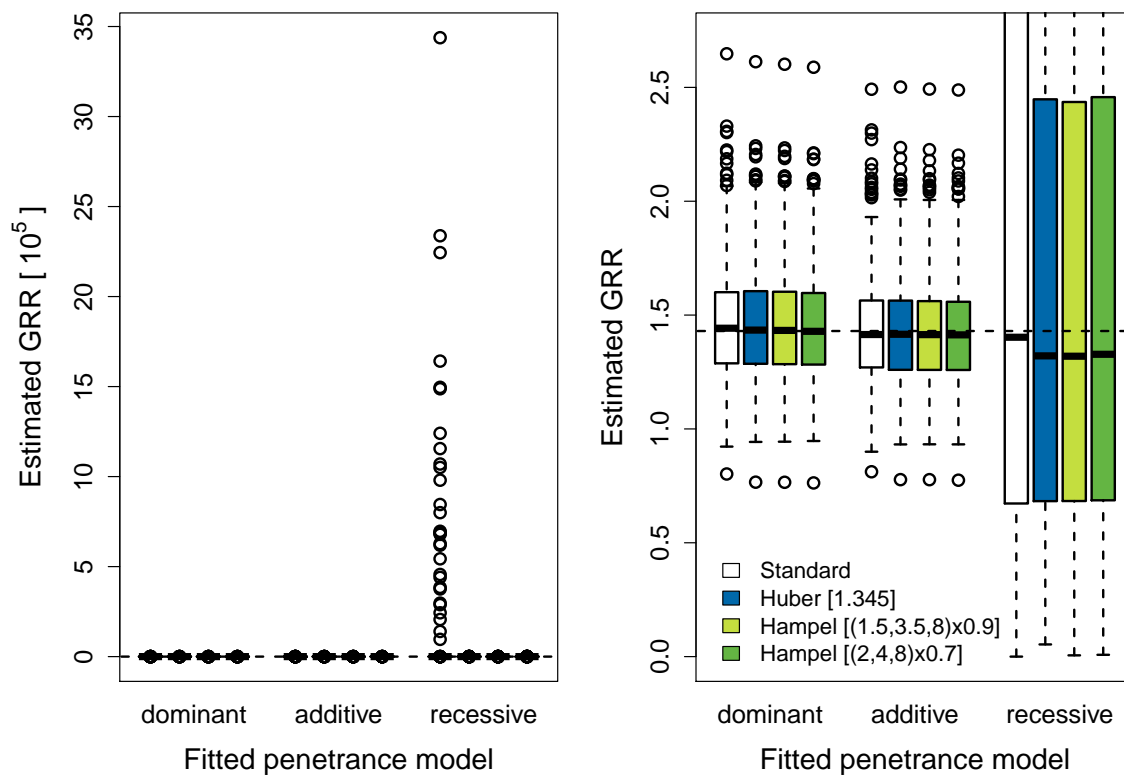 Estimated GRR [ 10^5 ]
35
30
25
20
15
10
5
0
dominant additive recessive
Fitted penetrance model
Estimated GRR
2.5
2.0
1.5
1.0
0.5
0.0
Standard
Huber [1.345]
Hampel [(1.5,3.5,8)x0.9]
Hampel [(2,4,8)x0.7]
dominant additive recessive
Fitted penetrance model